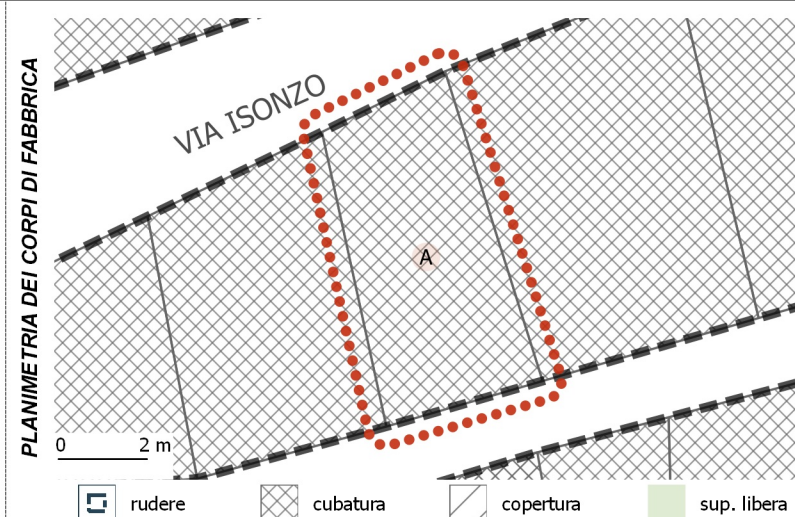 PLANIMETRIA DEI CORPI DI FABBRICA
VIA ISONZO
A
0 2 m
rudere cubatura copertura sup. libera